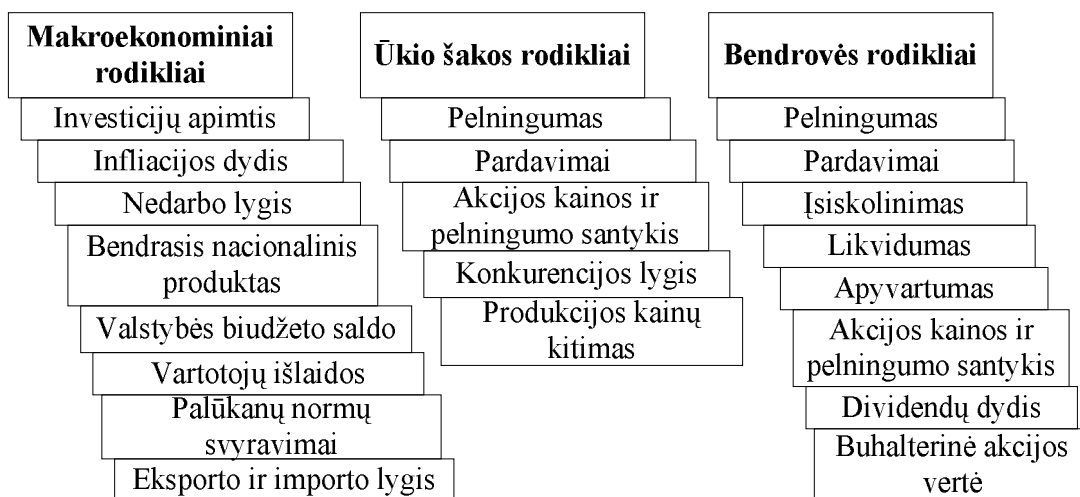 Makroekonominiai
rodikliai
Investicijų apimtis
Infliacijos dydis
Nedarbo lygis
Bendrasis nacionalinis
produktas
Valstybės biudžeto saldo
Vartotojų išlaidos
Palūkanų normų
svyravimai
Eksporto ir importo lygis
Ūkio šakos rodikliai
Pelningumas
Pardavimai
Akcijos kainos ir
pelningumo santykis
Konkurencijos lygis
Produkcijos kainų
kitimas
Bendrovės rodikliai
Pelningumas
Pardavimai
Įsiskolinimas
Likvidumas
Apyvartumas
Akcijos kainos ir
pelningumo santykis
Dividendų dydis
Buhalterinė akcijos
vertė